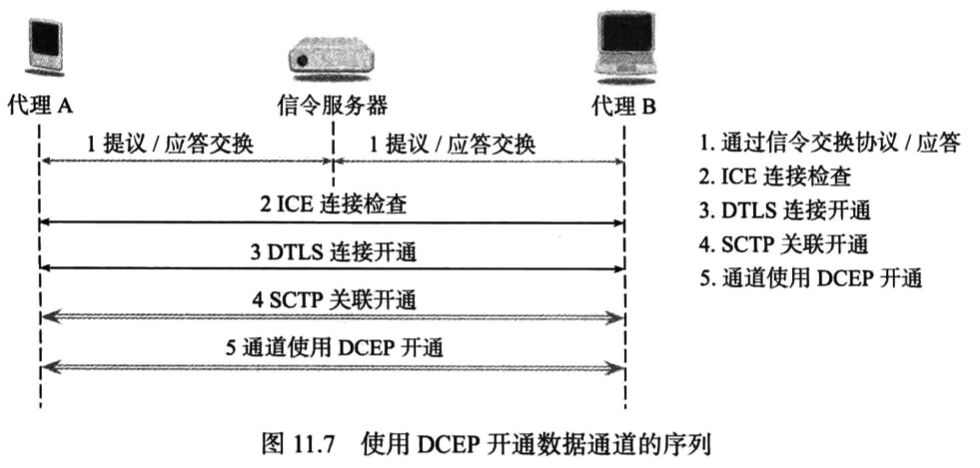 代理 A
信令服务器
代理 B
1 提议 / 应答交换
1 提议 / 应答交换
2 ICE 连接检查
3 DTLS 连接开通
4 SCTP 关联开通
5 通道使用 DCEP 开通
1. 通过信令交换协议 / 应答
2. ICE 连接检查
3. DTLS 连接开通
4. SCTP 关联开通
5. 通道使用 DCEP 开通
图 11.7 使用 DCEP 开通数据通道的序列